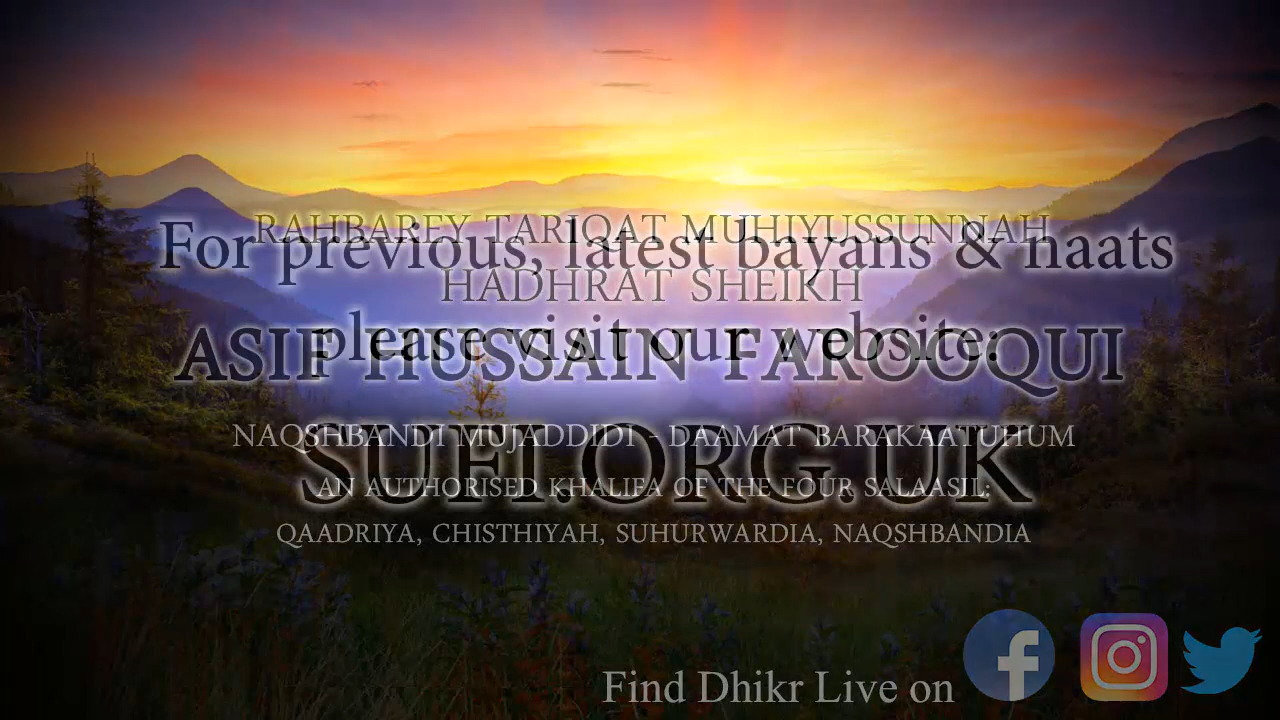 RAHBAREY TARIQAT MUHIYUSSUNNAH
For previous, latest bayans & naats
HADHRAT SHEIKH
please visit our website:
ASIF HUSSAIN FAROOQUI
NAQSHBANDI MUJADDIDI - DAAMAT BARAKAATUHUM
SUFI.ORG.UK
AN AUTHORISED KHALIFA OF THE FOUR SALAASIL:
QAADRIYA, CHISTHIYAH, SUHURWARDIA, NAQSHBANDIA
Find Dhikr Live on